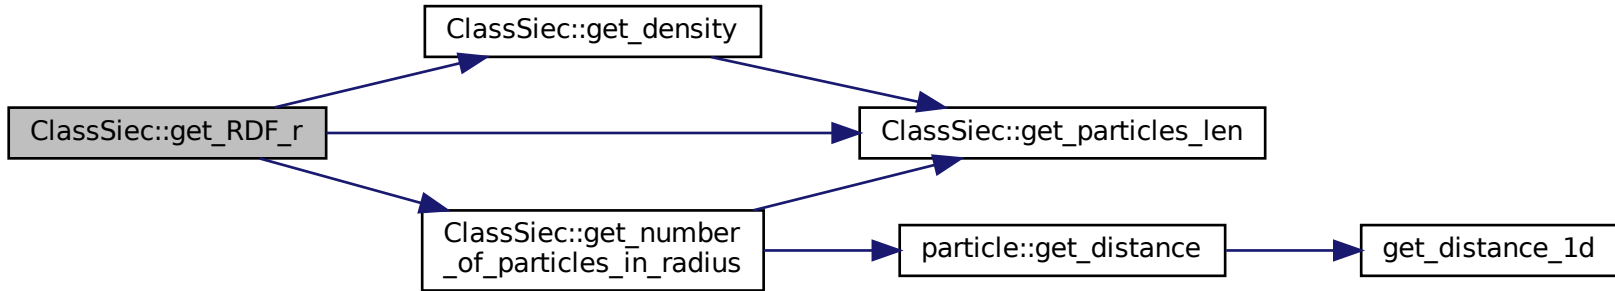 ClassSiec::get_density
ClassSiec::get_RDF_r
ClassSiec::get_particles_len
ClassSiec::get_number
_of_particles_in_radius
particle::get_distance
get_distance_1d